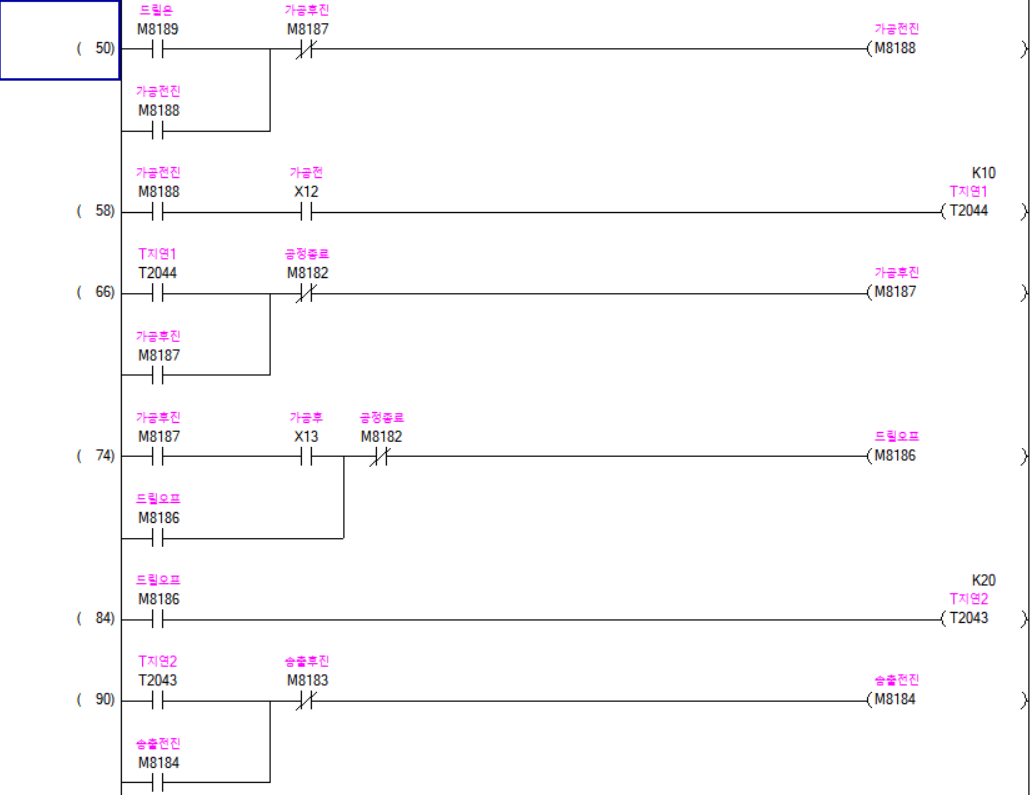 드릴온 가공후진
M8189 M8187 가공전진
( 50) M8188
가공전진
M8188
가공전진 가공전 K10
M8188 X12 T지연1
( 58) T2044
T지연1 공정종료
T2044 M8182 가공후진
( 66) M8187
가공후진
M8187
가공후진 가공후 공정종료
M8187 X13 M8182 드릴오프
( 74) M8186
드릴오프
M8186
드릴오프 K20
M8186 T지연2
( 84) T2043
T지연2 송출후진
T2043 M8183 송출전진
( 90) M8184
송출전진
M8184